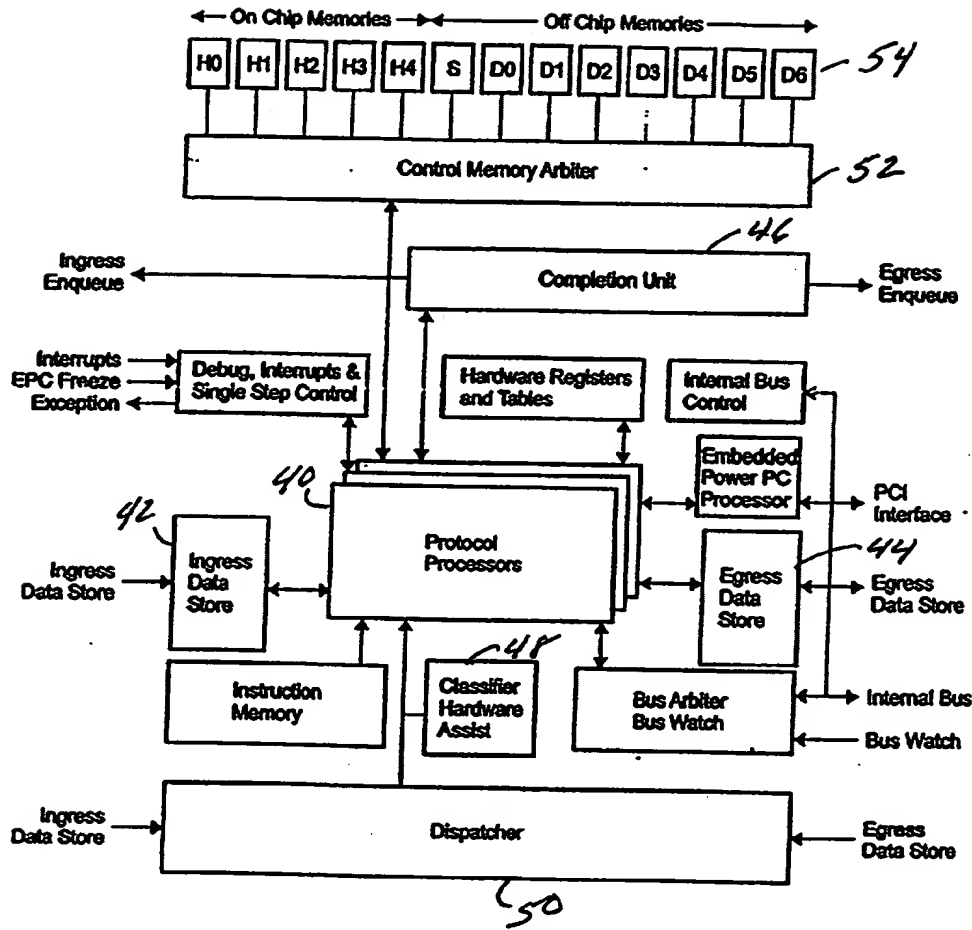 On Chip Memories Off Chip Memories
H0 H1 H2 H3 H4 S D0 D1 D2 D3 D4 D5 D6 54
Control Memory Arbiter 52
46
Ingress
Enqueue
Completion Unit
Egress
Enqueue
Interrupts
EPC Freeze
Exception
Debug, Interrupts &
Single Step Control
Hardware Registers
and Tables
Internal Bus
Control
Embedded
Power PC
Processor
PCI
Interface
40
42
Protocol
Processors
Ingress
Data Store
Ingress
Data
Store
Egress
Data
Store
44
Egress
Data Store
Instruction
Memory
48
Classifier
Hardware
Assist
Bus Arbiter
Bus Watch
Internal Bus
Bus Watch
Ingress
Data Store
Dispatcher
Egress
Data Store
50